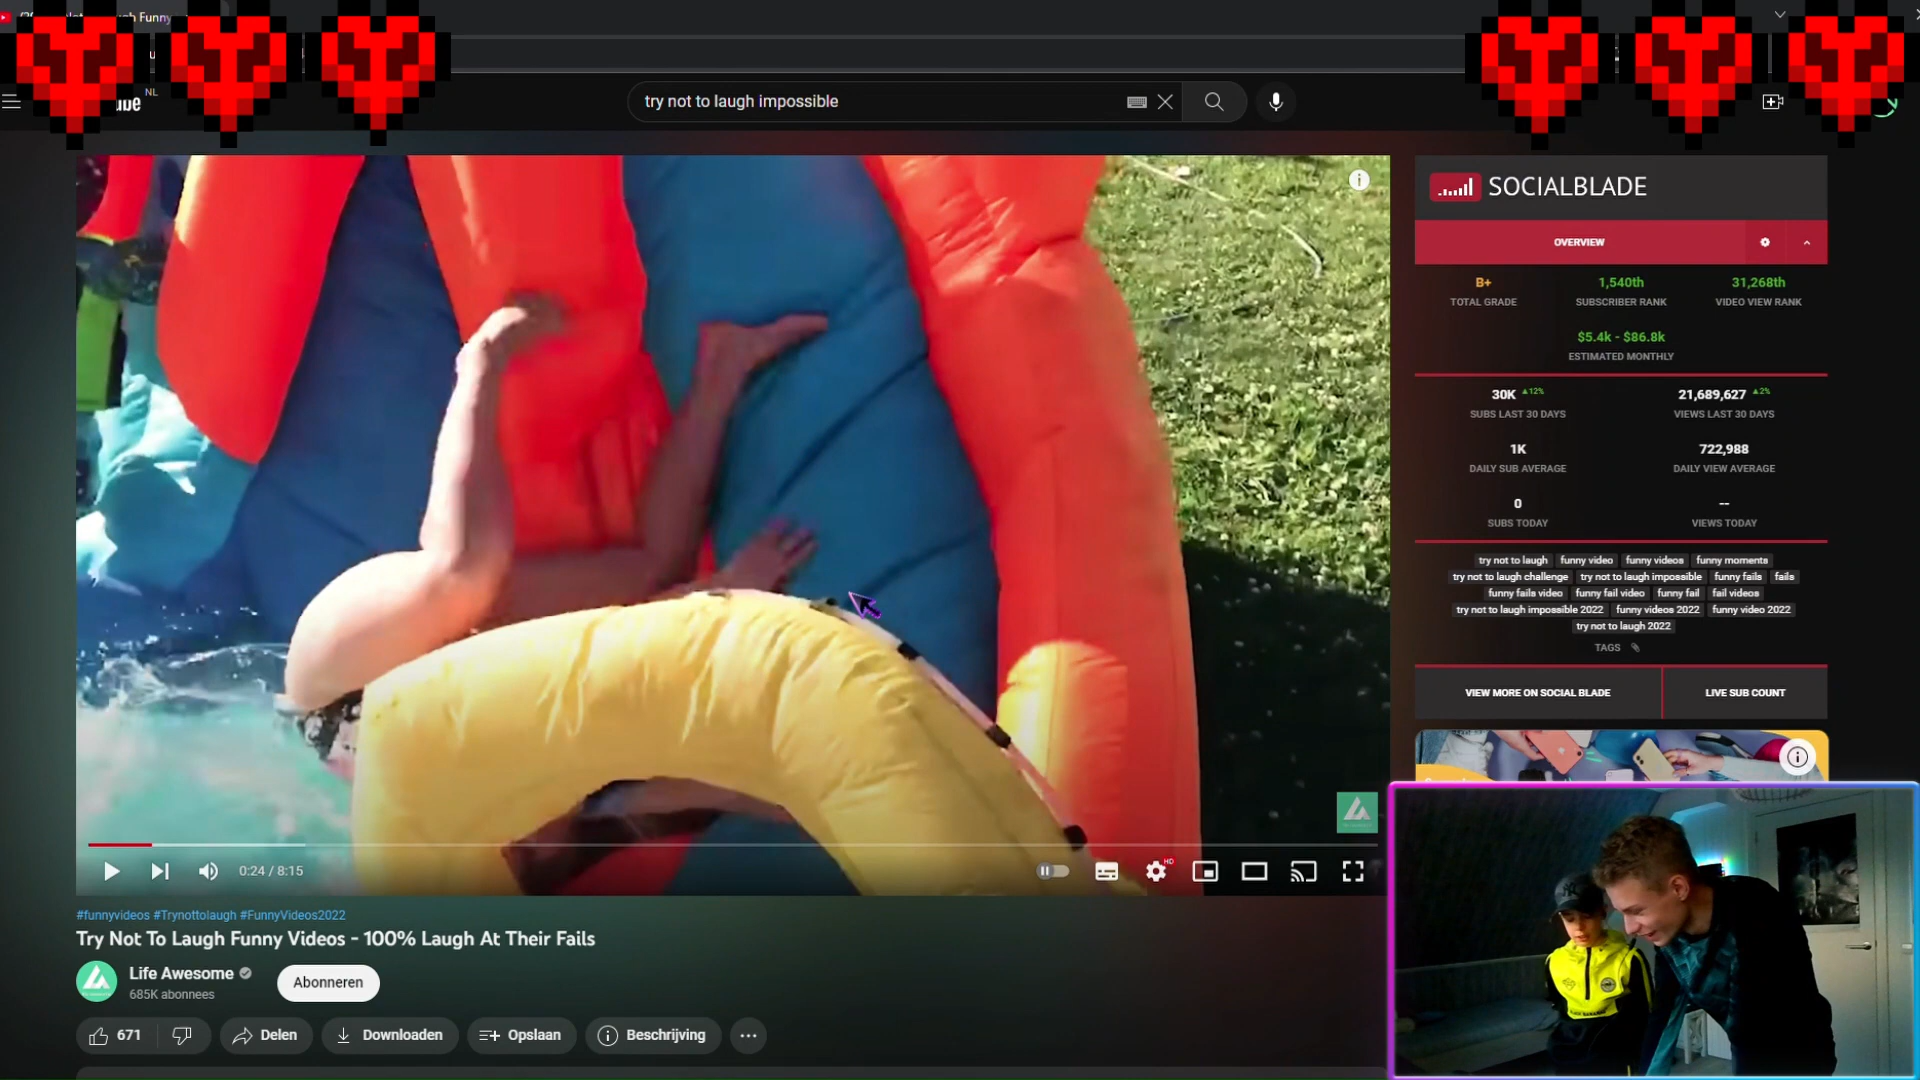 NL
try not to laugh impossible
SOCIALBLADE
OVERVIEW
B+
TOTAL GRADE
1,540th
SUBSCRIBER RANK
31,268th
VIDEO VIEW RANK
$5.4k - $86.8k
ESTIMATED MONTHLY
30K ▲12%
SUBS LAST 30 DAYS
21,689,627 ▲2%
VIEWS LAST 30 DAYS
1K
DAILY SUB AVERAGE
722,988
DAILY VIEW AVERAGE
0
SUBS TODAY
--
VIEWS TODAY
try not to laugh funny video funny videos funny moments
try not to laugh challenge try not to laugh impossible funny fails fails
funny fails video funny fail video funny fail fail videos
try not to laugh impossible 2022 funny videos 2022 funny video 2022
try not to laugh 2022
TAGS
VIEW MORE ON SOCIAL BLADE
LIVE SUB COUNT
0:24 / 8:15
HD
#funnyvideos #Trynottolaugh #FunnyVideos2022
Try Not To Laugh Funny Videos - 100% Laugh At Their Fails
Life Awesome
685K abonnees
Abonneren
671
Delen
Downloaden
Opslaan
Beschrijving